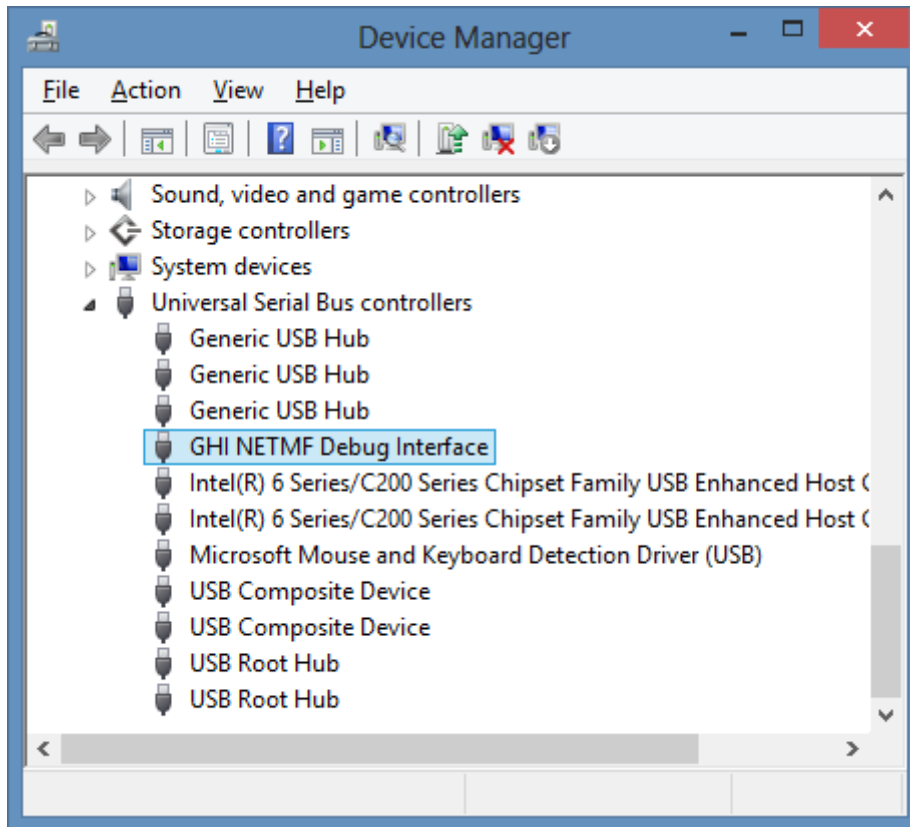 Device Manager
File Action View Help
Sound, video and game controllers
Storage controllers
System devices
Universal Serial Bus controllers
Generic USB Hub
Generic USB Hub
Generic USB Hub
GHI NETMF Debug Interface
Intel(R) 6 Series/C200 Series Chipset Family USB Enhanced Host
Intel(R) 6 Series/C200 Series Chipset Family USB Enhanced Host
Microsoft Mouse and Keyboard Detection Driver (USB)
USB Composite Device
USB Composite Device
USB Root Hub
USB Root Hub